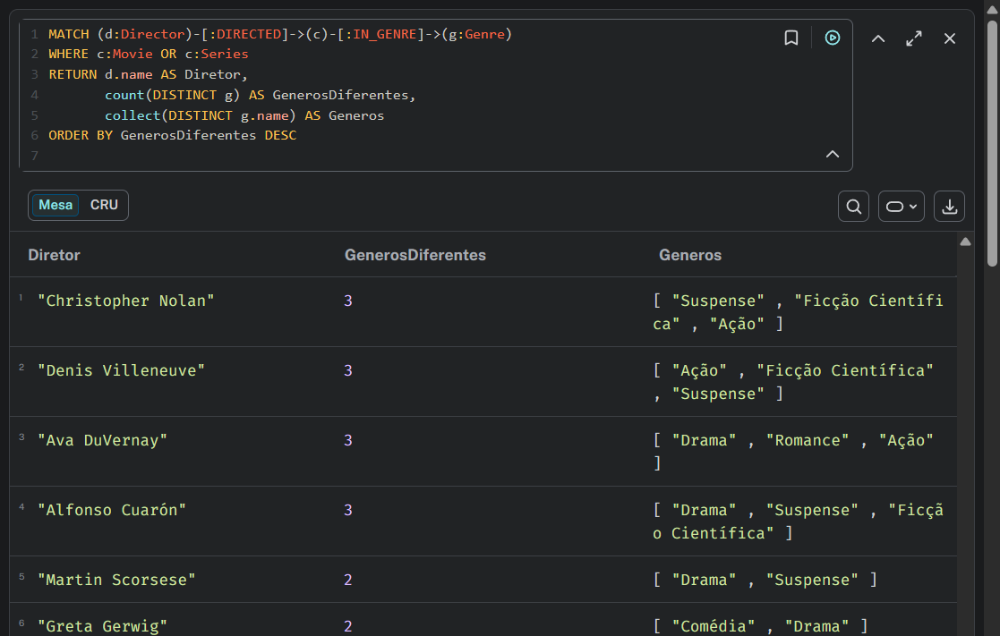 1 MATCH (d:Director)-[:DIRECTED]->(c)-[:IN_GENRE]->(g:Genre)
2 WHERE c:Movie OR c:Series
3 RETURN d.name AS Diretor,
4 count(DISTINCT g) AS GenerosDiferentes,
5 collect(DISTINCT g.name) AS Generos
6 ORDER BY GenerosDiferentes DESC
7
Mesa CRU
Diretor GenerosDiferentes Generos
1 "Christopher Nolan" 3 [ "Suspense" , "Ficção Científi
ca" , "Ação" ]
2 "Denis Villeneuve" 3 [ "Ação" , "Ficção Científica"
, "Suspense" ]
3 "Ava DuVernay" 3 [ "Drama" , "Romance" , "Ação"
]
4 "Alfonso Cuarón" 3 [ "Drama" , "Suspense" , "Ficçã
o Científica" ]
5 "Martin Scorsese" 2 [ "Drama" , "Suspense" ]
6 "Greta Gerwig" 2 [ "Comédia" , "Drama" ]